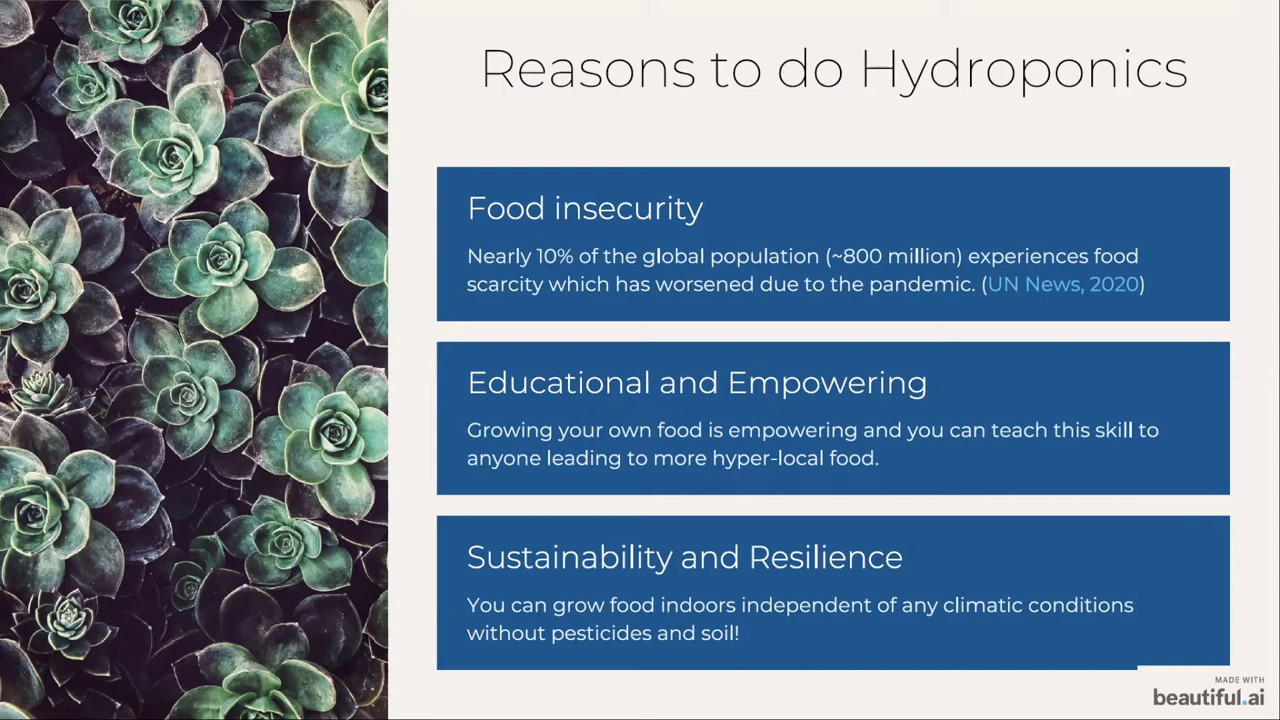 Reasons to do Hydroponics
Food insecurity
Nearly 10% of the global population (~800 million) experiences food
scarcity which has worsened due to the pandemic. (UN News, 2020)
Educational and Empowering
Growing your own food is empowering and you can teach this skill to
anyone leading to more hyper-local food.
Sustainability and Resilience
You can grow food indoors independent of any climatic conditions
without pesticides and soil!
MADE WITH
beautiful.ai